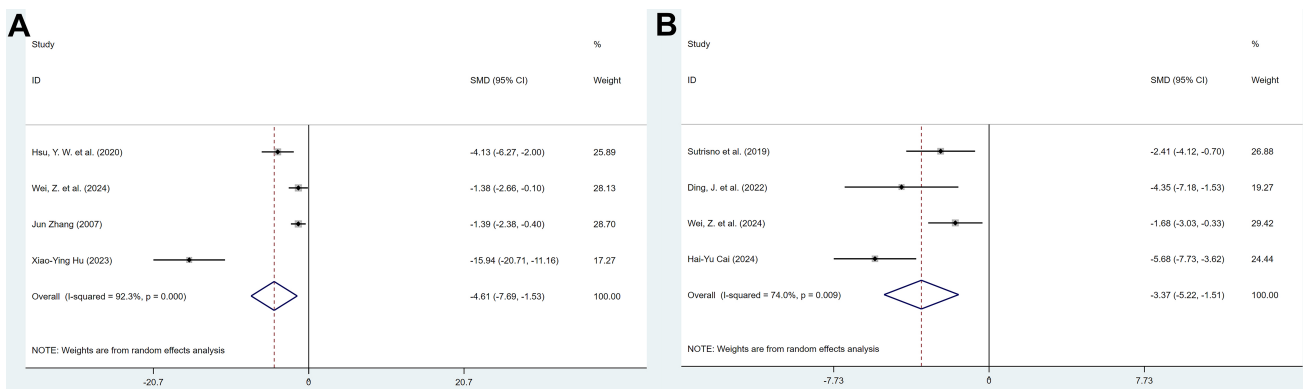 A
Study %
ID SMD (95% CI) Weight
Hsu, Y. W. et al. (2020) -4.13 (-6.27, -2.00) 25.89
Wei, Z. et al. (2024) -1.38 (-2.66, -0.10) 28.13
Jun Zhang (2007) -1.39 (-2.38, -0.40) 28.70
Xiao-Ying Hu (2023) -15.94 (-20.71, -11.16) 17.27
Overall (I-squared = 92.3%, p = 0.000) -4.61 (-7.69, -1.53) 100.00
NOTE: Weights are from random effects analysis
-20.7 0 20.7
B
Study %
ID SMD (95% CI) Weight
Sutrisno et al. (2019) -2.41 (-4.12, -0.70) 26.88
Ding, J. et al. (2022) -4.35 (-7.18, -1.53) 19.27
Wei, Z. et al. (2024) -1.68 (-3.03, -0.33) 29.42
Hai-Yu Cai (2024) -5.68 (-7.73, -3.62) 24.44
Overall (I-squared = 74.0%, p = 0.009) -3.37 (-5.22, -1.51) 100.00
NOTE: Weights are from random effects analysis
-7.73 0 7.73